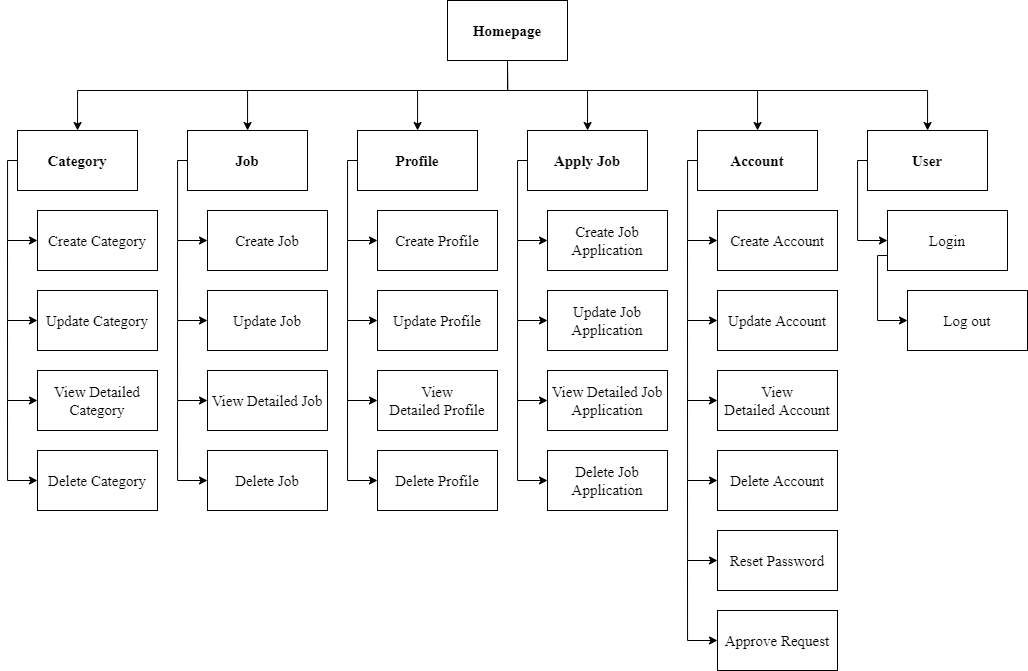 Homepage
Category
Job
Profile
Apply Job
Account
User
Create Category
Create Job
Create Profile
Create Job
Application
Create Account
Login
Update Category
Update Job
Update Profile
Update Job
Application
Update Account
Log out
View Detailed
Category
View Detailed Job
View
Detailed Profile
View Detailed Job
Application
View
Detailed Account
Delete Category
Delete Job
Delete Profile
Delete Job
Application
Delete Account
Reset Password
Approve Request